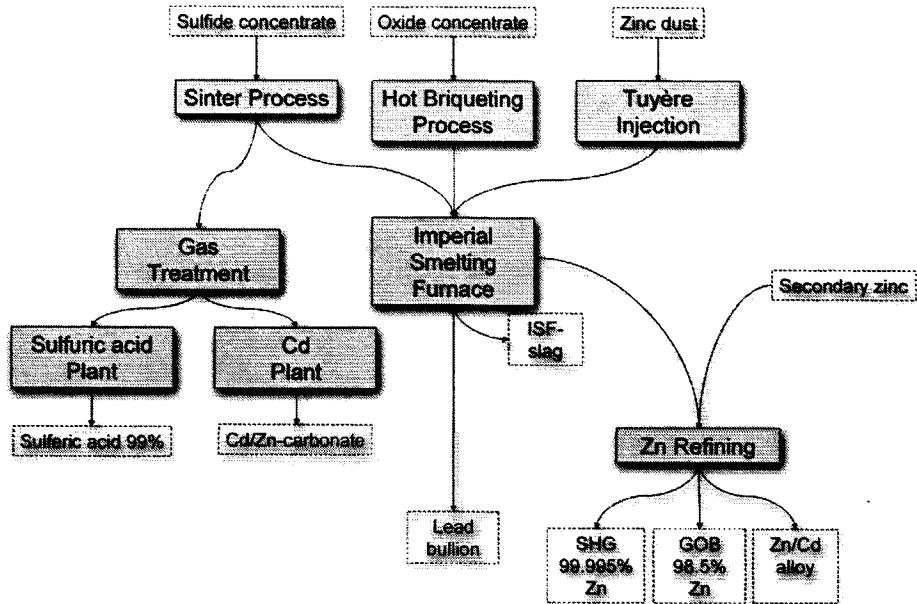 Sulfide concentrate
Oxide concentrate
Zinc dust
Sinter Process
Hot Briqueting
Process
Tuyère
Injection
Gas
Treatment
Imperial
Smelting
Furnace
Secondary zinc
ISF-
slag
Sulfuric acid
Plant
Cd
Plant
Sulferic acid 99%
Cd/Zn-carbonate
Zn Refining
Lead
bullion
SHG
99.995%
Zn
GOB
98.5%
Zn
Zn/Cd
alloy